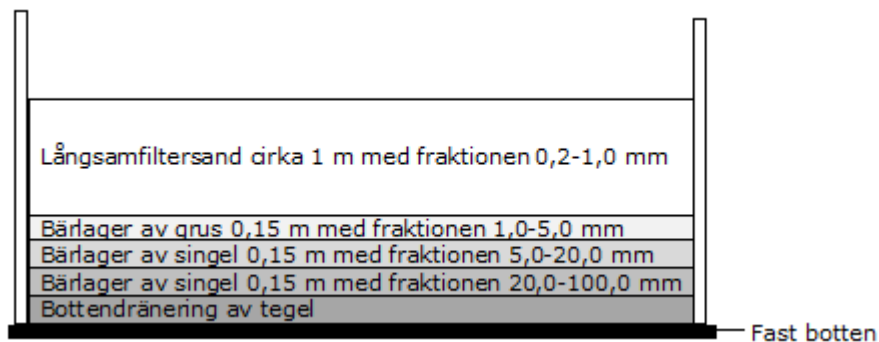 Långsamfiltersand cirka 1 m med fraktionen 0,2-1,0 mm
Bärlager av grus 0,15 m med fraktionen 1,0-5,0 mm
Bärlager av singel 0,15 m med fraktionen 5,0-20,0 mm
Bärlager av singel 0,15 m med fraktionen 20,0-100,0 mm
Bottendränering av tegel
Fast botten